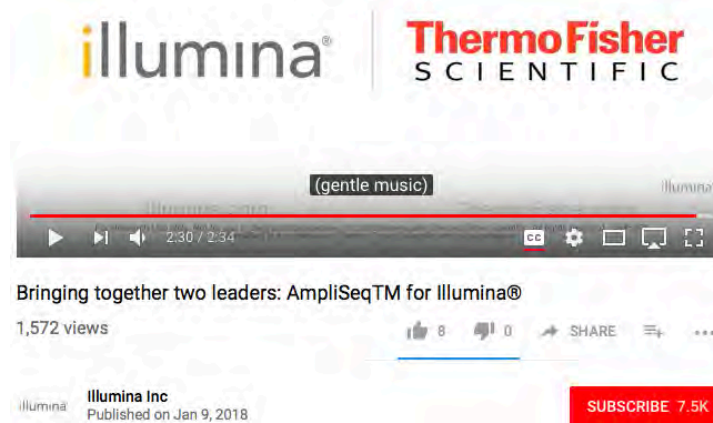 illumina®
ThermoFisher
SCIENTIFIC
(gentle music)
illumina
2:30 / 2:34
CC
Bringing together two leaders: AmpliSeqTM for Illumina®
1,572 views
8
0
SHARE
...
illumina
Illumina Inc
Published on Jan 9, 2018
SUBSCRIBE 7.5K